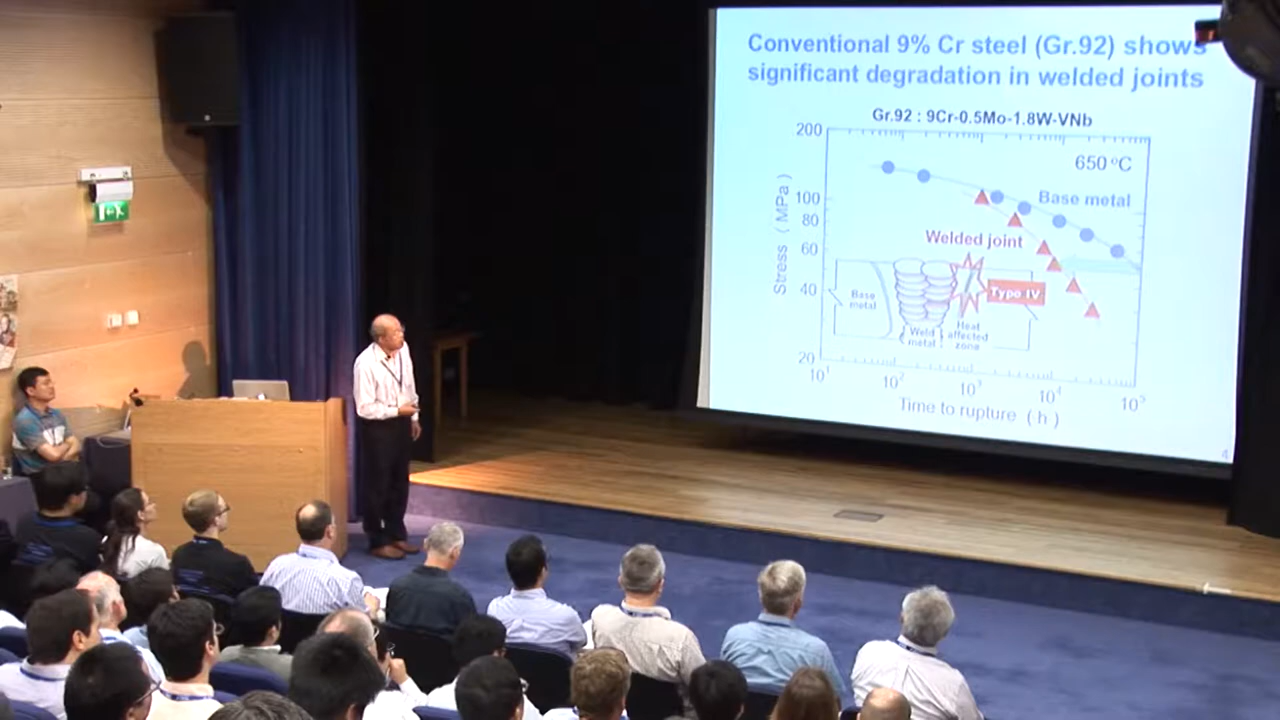 Conventional 9% Cr steel (Gr.92) shows
significant degradation in welded joints
Gr.92 : 9Cr-0.5Mo-1.8W-VNb
200
650 ºC
100
Base metal
80
Welded joint
60
Stress ( MPa )
40
Base
metal
Type IV
Weld
metal
Heat
affected
zone
20
10¹ 10² 10³ 10⁴ 10⁵
Time to rupture ( h )
4